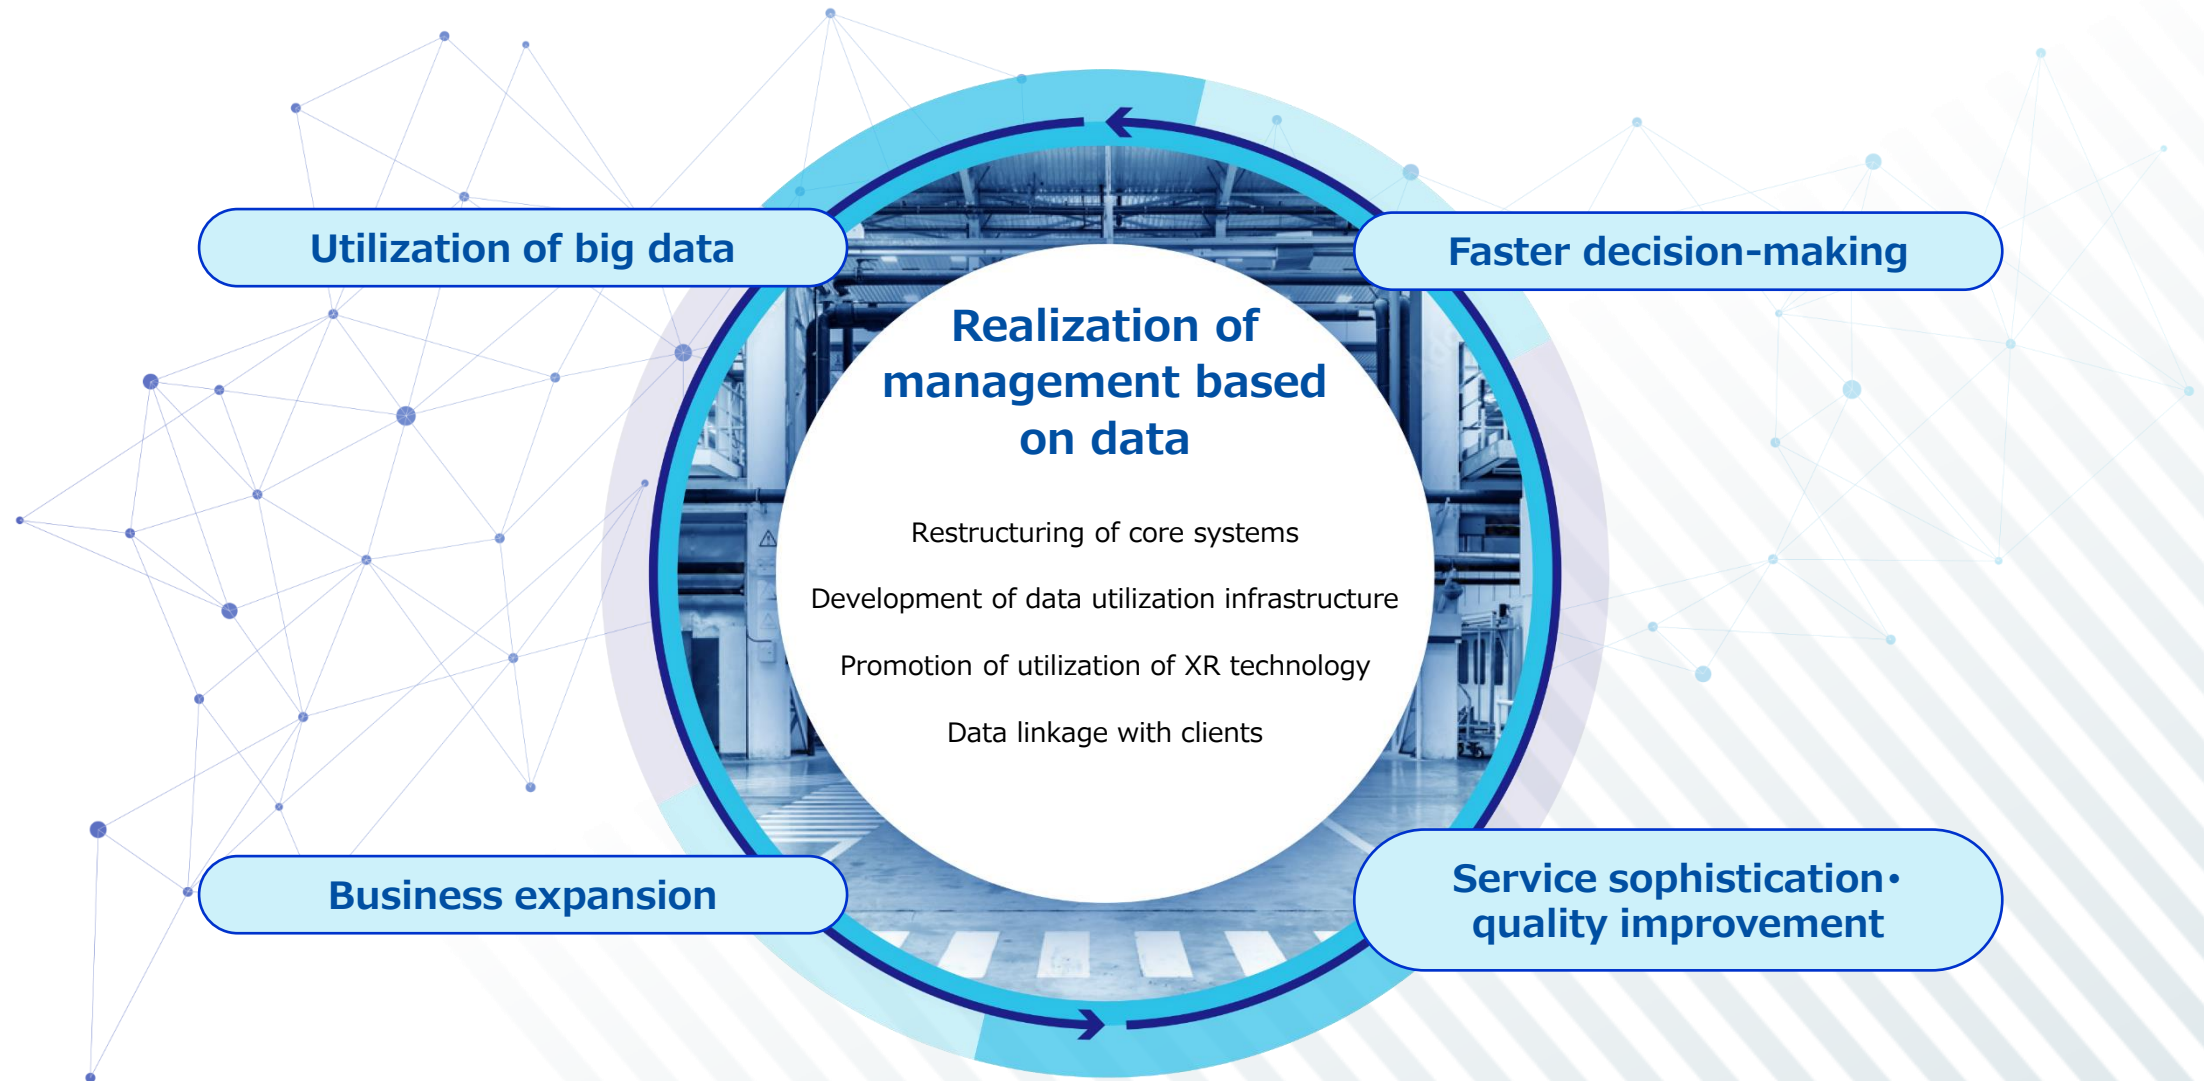 Utilization of big data
Faster decision-making
Realization of
management based
on data
Restructuring of core systems
Development of data utilization infrastructure
Promotion of utilization of XR technology
Data linkage with clients
Business expansion
Service sophistication・
quality improvement